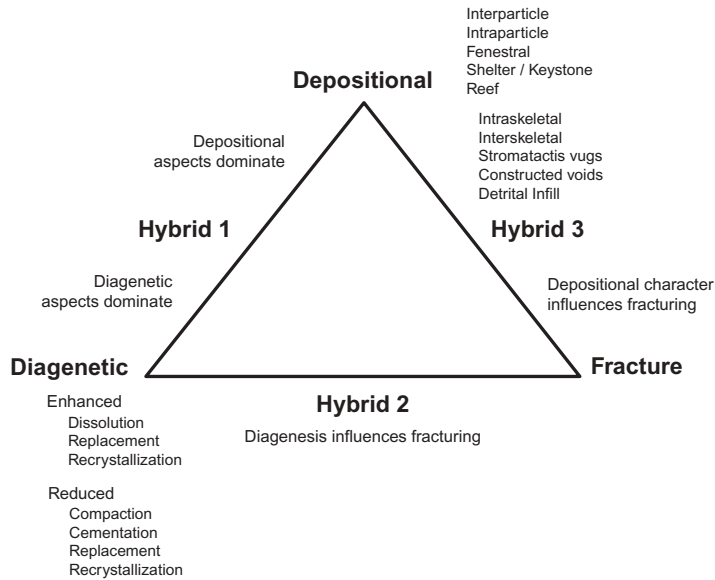 Interparticle
Intraparticle
Fenestral
Shelter / Keystone
Reef
Depositional
Intraskeletal
Interskeletal
Stromatactis vugs
Constructed voids
Detrital Infill
Depositional
aspects dominate
Hybrid 1
Hybrid 3
Diagenetic
aspects dominate
Depositional character
influences fracturing
Diagenetic
Fracture
Enhanced
Dissolution
Replacement
Recrystallization
Hybrid 2
Diagenesis influences fracturing
Reduced
Compaction
Cementation
Replacement
Recrystallization